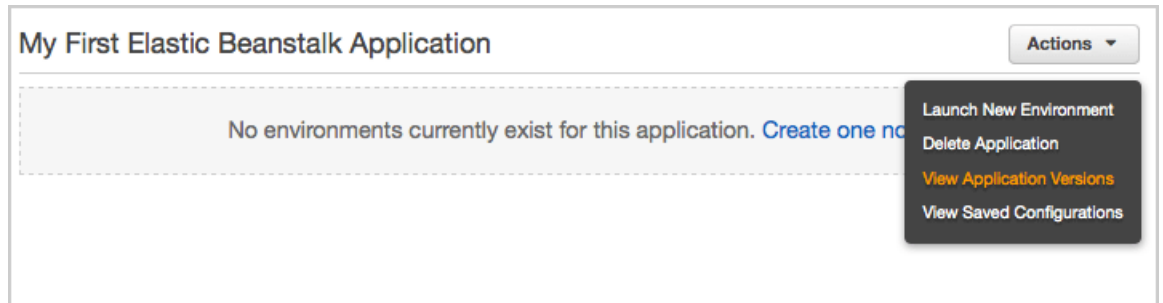 My First Elastic Beanstalk Application
Actions
No environments currently exist for this application. Create one no
Launch New Environment
Delete Application
View Application Versions
View Saved Configurations